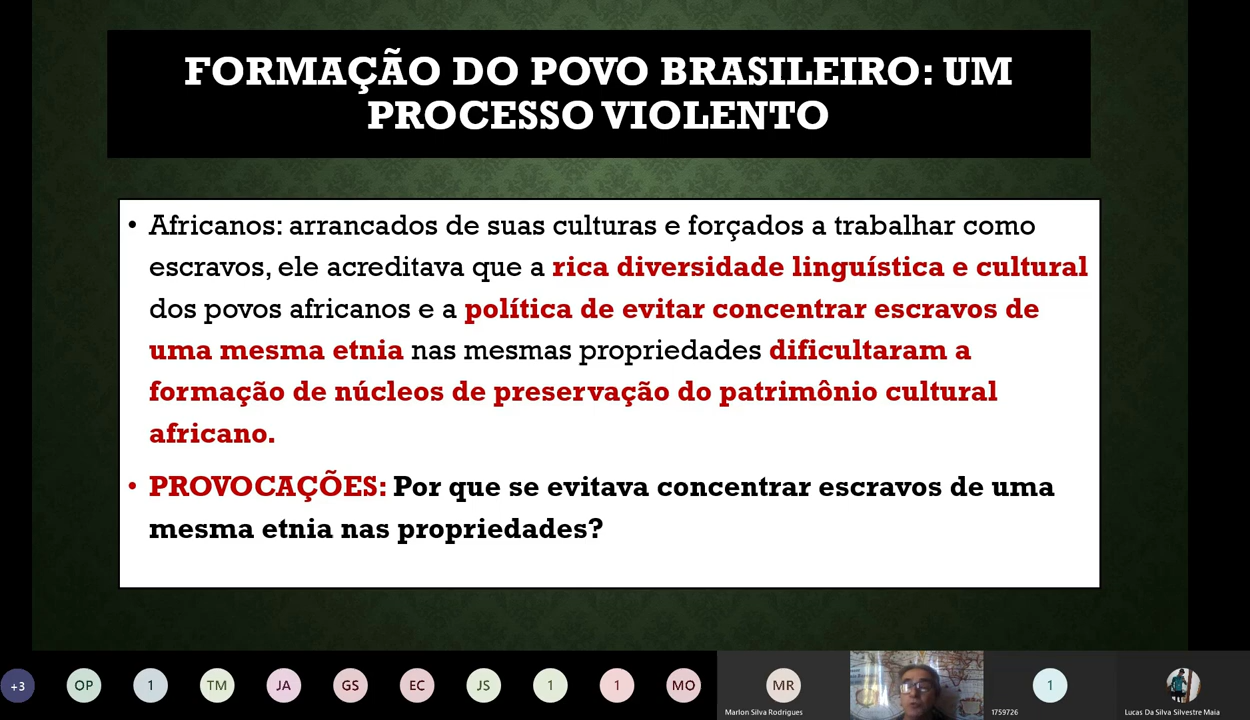 FORMAÇÃO DO POVO BRASILEIRO: UM
PROCESSO VIOLENTO
• Africanos: arrancados de suas culturas e forçados a trabalhar como
escravos, ele acreditava que a rica diversidade linguística e cultural
dos povos africanos e a política de evitar concentrar escravos de
uma mesma etnia nas mesmas propriedades dificultaram a
formação de núcleos de preservação do patrimônio cultural
africano.
• PROVOCAÇÕES: Por que se evitava concentrar escravos de uma
mesma etnia nas propriedades?
+3 OP 1 TM JA GS EC JS 1 1 MO MR 1
Marlon Silva Rodrigues 1759726 Lucas Da Silva Silvestre Maia